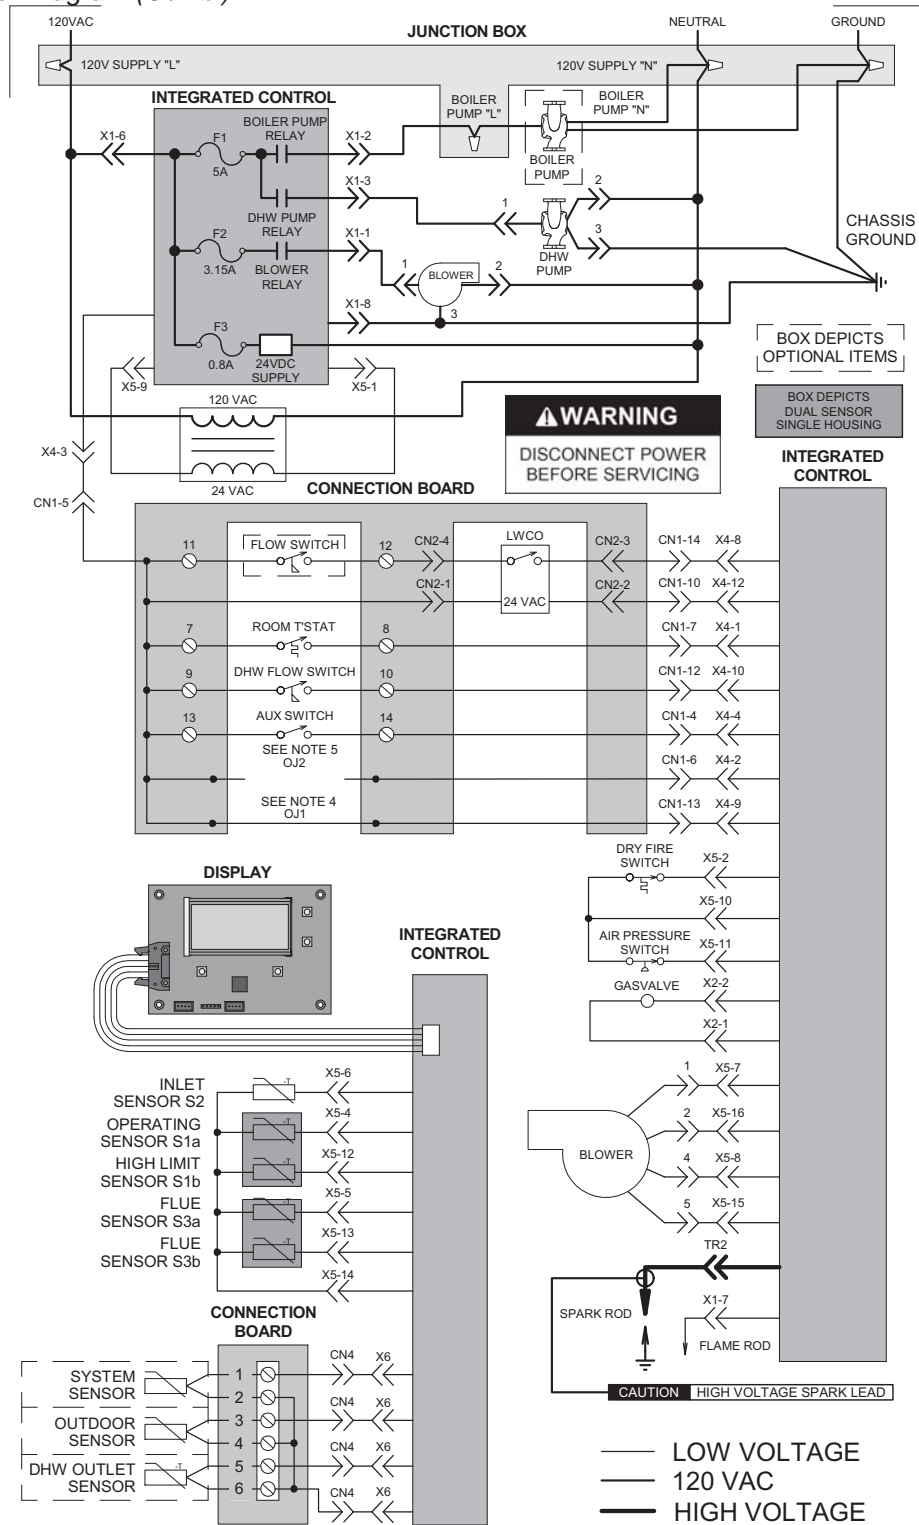 120VAC
NEUTRAL
GROUND
JUNCTION BOX
120V SUPPLY "L"
120V SUPPLY "N"
INTEGRATED CONTROL
BOILER
PUMP "L"
BOILER
PUMP "N"
BOILER PUMP
RELAY
X1-6
F1
5A
X1-2
BOILER
PUMP
X1-3
1
2
DHW PUMP
RELAY
3
DHW
PUMP
CHASSIS
GROUND
F2
3.15A
BLOWER
RELAY
X1-1
1
BLOWER
2
3
X1-8
F3
0.8A
24VDC
SUPPLY
BOX DEPICTS
OPTIONAL ITEMS
X5-9
X5-1
120 VAC
24 VAC
BOX DEPICTS
DUAL SENSOR
SINGLE HOUSING
WARNING
DISCONNECT POWER
BEFORE SERVICING
X4-3
CN1-5
CONNECTION BOARD
INTEGRATED
CONTROL
11
FLOW SWITCH
12
CN2-4
LWCO
CN2-3
CN1-14
X4-8
CN2-1
24 VAC
CN2-2
CN1-10
X4-12
7
ROOM T'STAT
8
CN1-7
X4-1
9
DHW FLOW SWITCH
10
CN1-12
X4-10
13
AUX SWITCH
14
CN1-4
X4-4
SEE NOTE 5
OJ2
CN1-6
X4-2
SEE NOTE 4
OJ1
CN1-13
X4-9
DRY FIRE
SWITCH
X5-2
X5-10
AIR PRESSURE
SWITCH
X5-11
GASVALVE
X2-2
X2-1
DISPLAY
INTEGRATED
CONTROL
INLET
SENSOR S2
-T
X5-6
OPERATING
SENSOR S1a
-T
X5-4
HIGH LIMIT
SENSOR S1b
-T
X5-12
FLUE
SENSOR S3a
-T
X5-5
FLUE
SENSOR S3b
-T
X5-13
X5-14
BLOWER
1
X5-7
2
X5-16
4
X5-8
5
X5-15
TR2
SPARK ROD
X1-7
FLAME ROD
CAUTION HIGH VOLTAGE SPARK LEAD
CONNECTION
BOARD
SYSTEM
SENSOR
1
2
CN4
X6
OUTDOOR
SENSOR
3
4
CN4
X6
DHW OUTLET
SENSOR
-T
5
6
CN4
X6
CN4
X6
LOW VOLTAGE
120 VAC
HIGH VOLTAGE